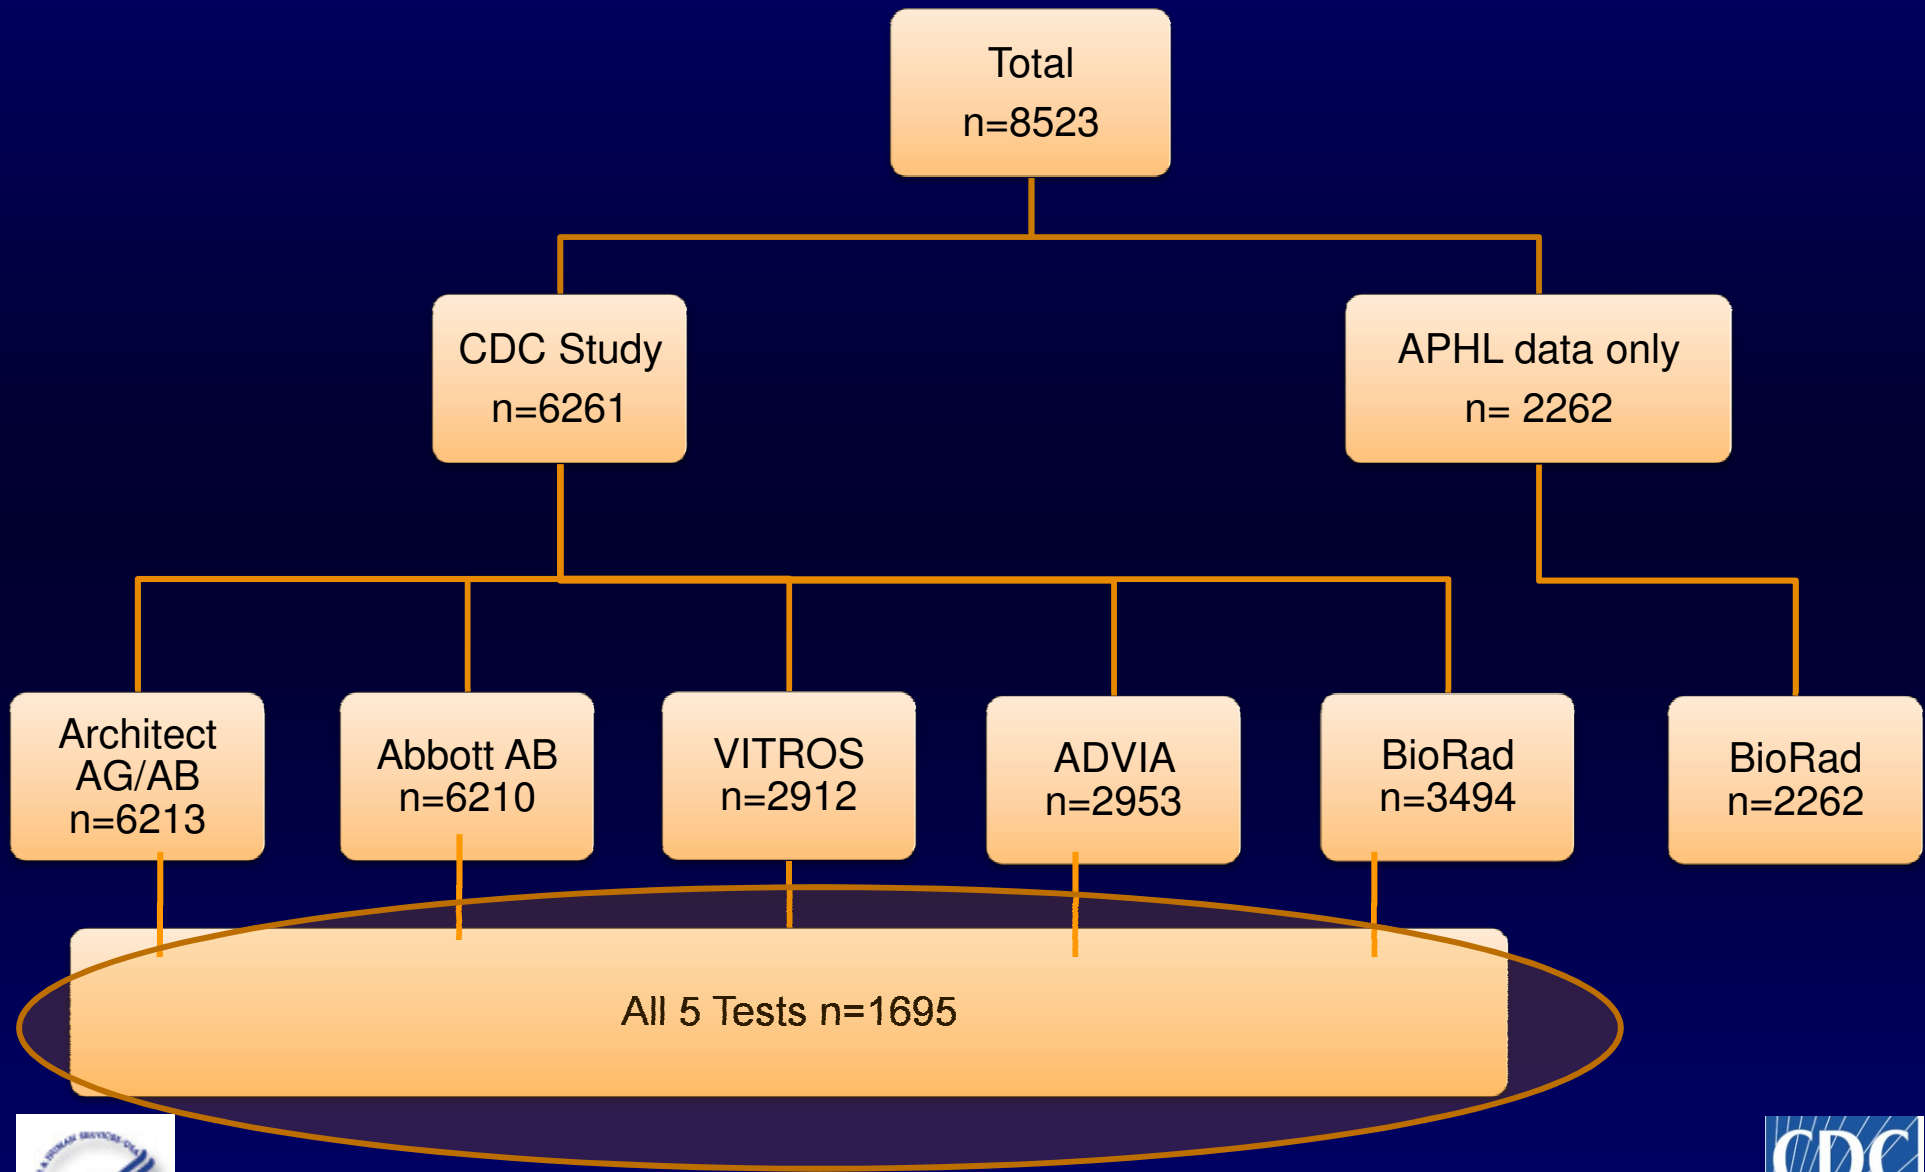 Total
n=8523
CDC Study
n=6261
APHL data only
n= 2262
Architect
AG/AB
n=6213
Abbott AB
n=6210
VITROS
n=2912
ADVIA
n=2953
BioRad
n=3494
BioRad
n=2262
All 5 Tests n=1695
CDC